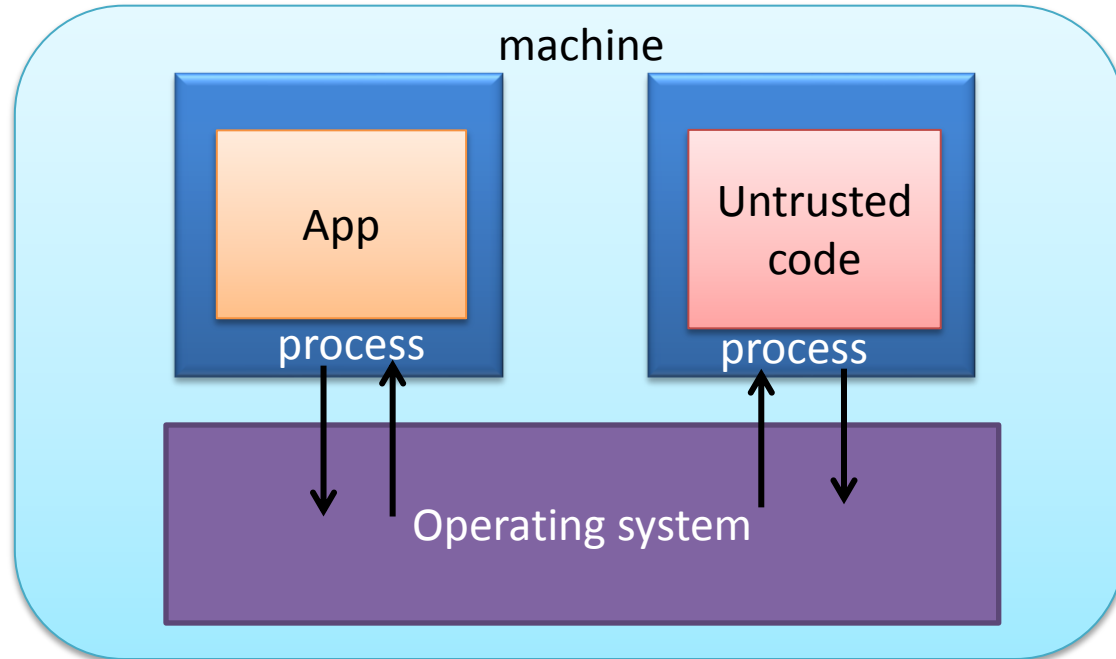 machine
App
Untrusted
code
process
process
Operating system